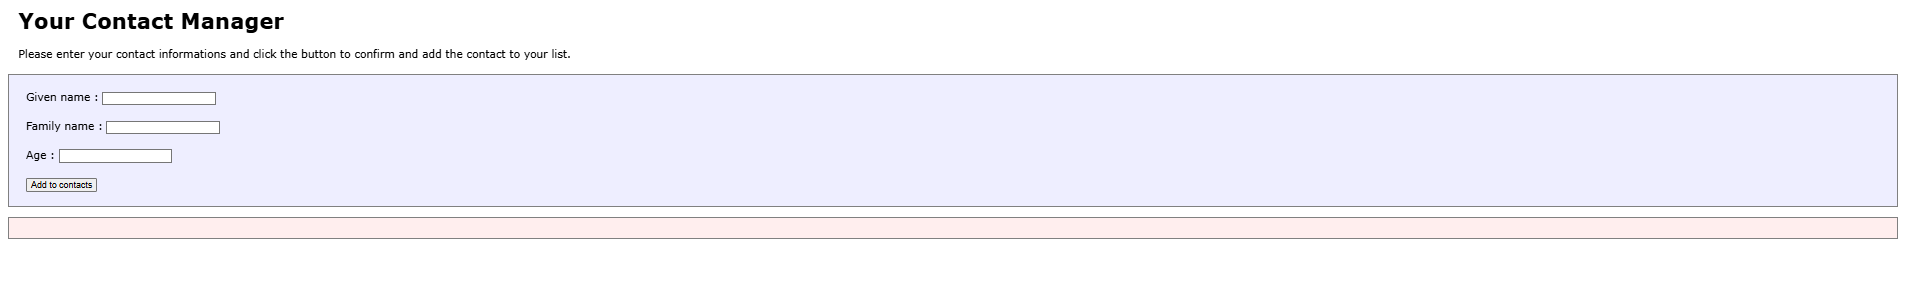 Your Contact Manager
Please enter your contact informations and click the button to confirm and add the contact to your list.
Given name :
Family name :
Age :
Add to contacts